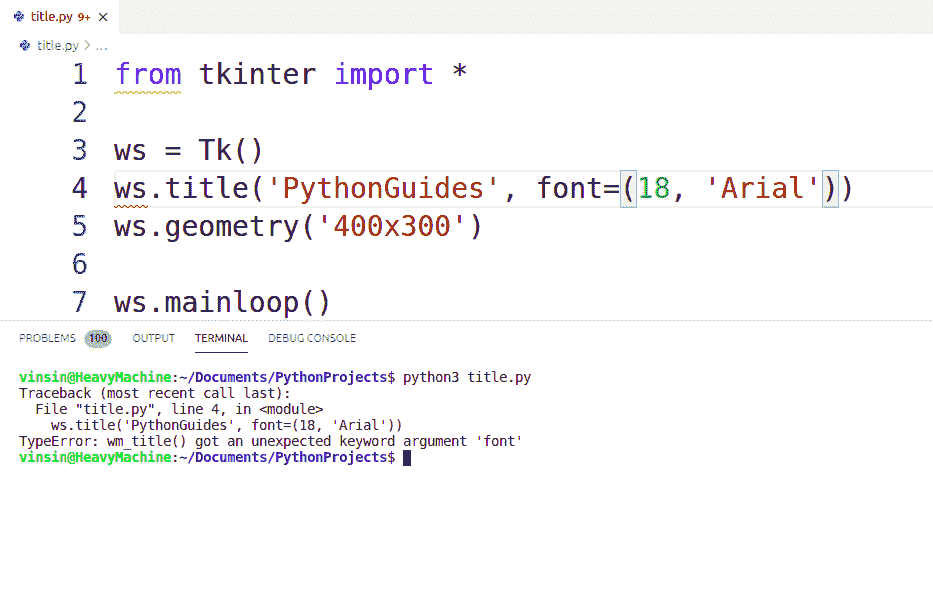 title.py 9+ ×
title.py > ...
1 from tkinter import *
2
3 ws = Tk()
4 ws.title('PythonGuides', font=(18, 'Arial'))
5 ws.geometry('400x300')
6
7 ws.mainloop()
PROBLEMS 100 OUTPUT TERMINAL DEBUG CONSOLE
vinsin@HeavyMachine:~/Documents/PythonProjects$ python3 title.py
Traceback (most recent call last):
  File "title.py", line 4, in <module>
    ws.title('PythonGuides', font=(18, 'Arial'))
TypeError: wm_title() got an unexpected keyword argument 'font'
vinsin@HeavyMachine:~/Documents/PythonProjects$